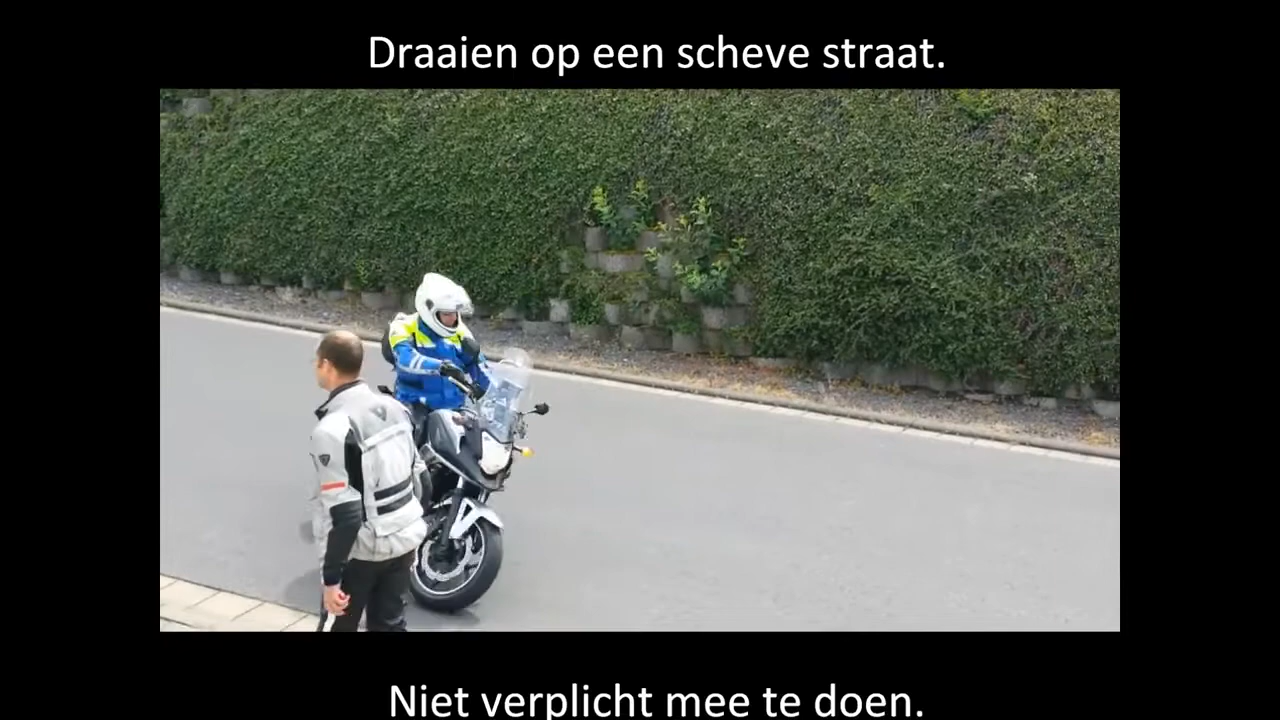 Draaien op een scheve straat.
Niet verplicht mee te doen.